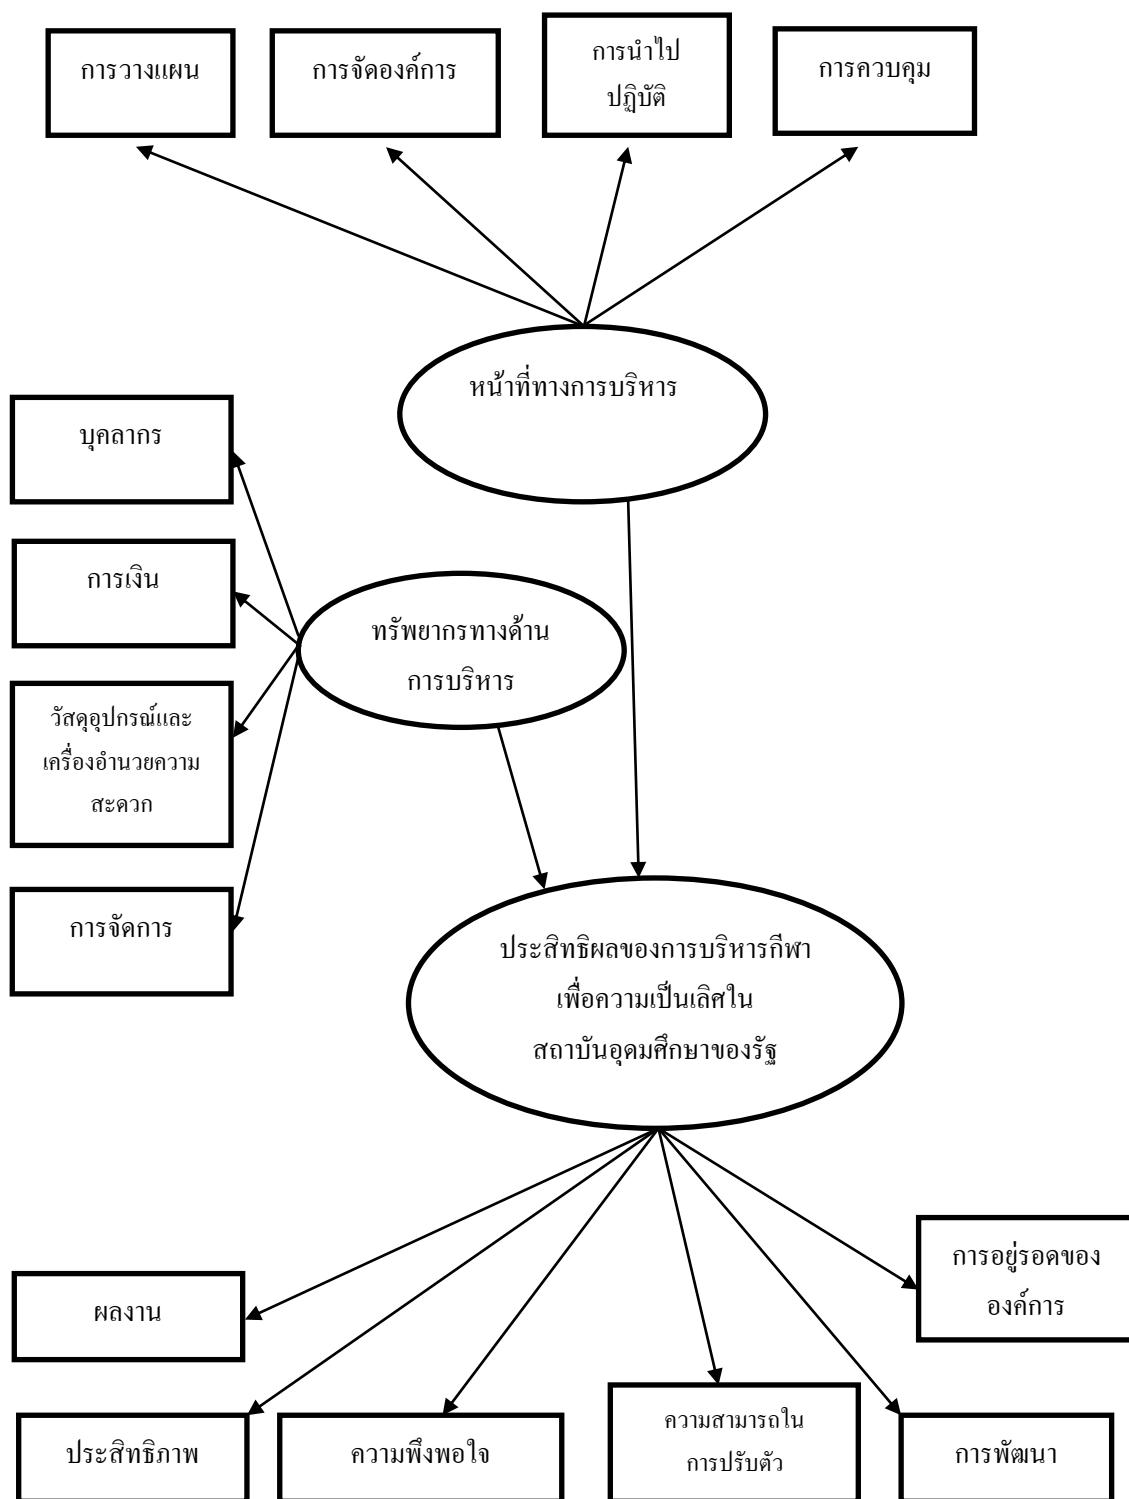 การวางแผน
การจัดองค์การ
การนำไป
ปฏิบัติ
การควบคุม
หน้าที่ทางการบริหาร
บุคลากร
การเงิน
วัสดุอุปกรณ์และ
เครื่องอำนวยความ
สะดวก
การจัดการ
ทรัพยากรทางด้าน
การบริหาร
ประสิทธิผลของการบริหารกีฬา
เพื่อความเป็นเลิศใน
สถาบันอุดมศึกษาของรัฐ
การอยู่รอดของ
องค์การ
ผลงาน
ประสิทธิภาพ
ความพึงพอใจ
ความสามารถใน
การปรับตัว
การพัฒนา